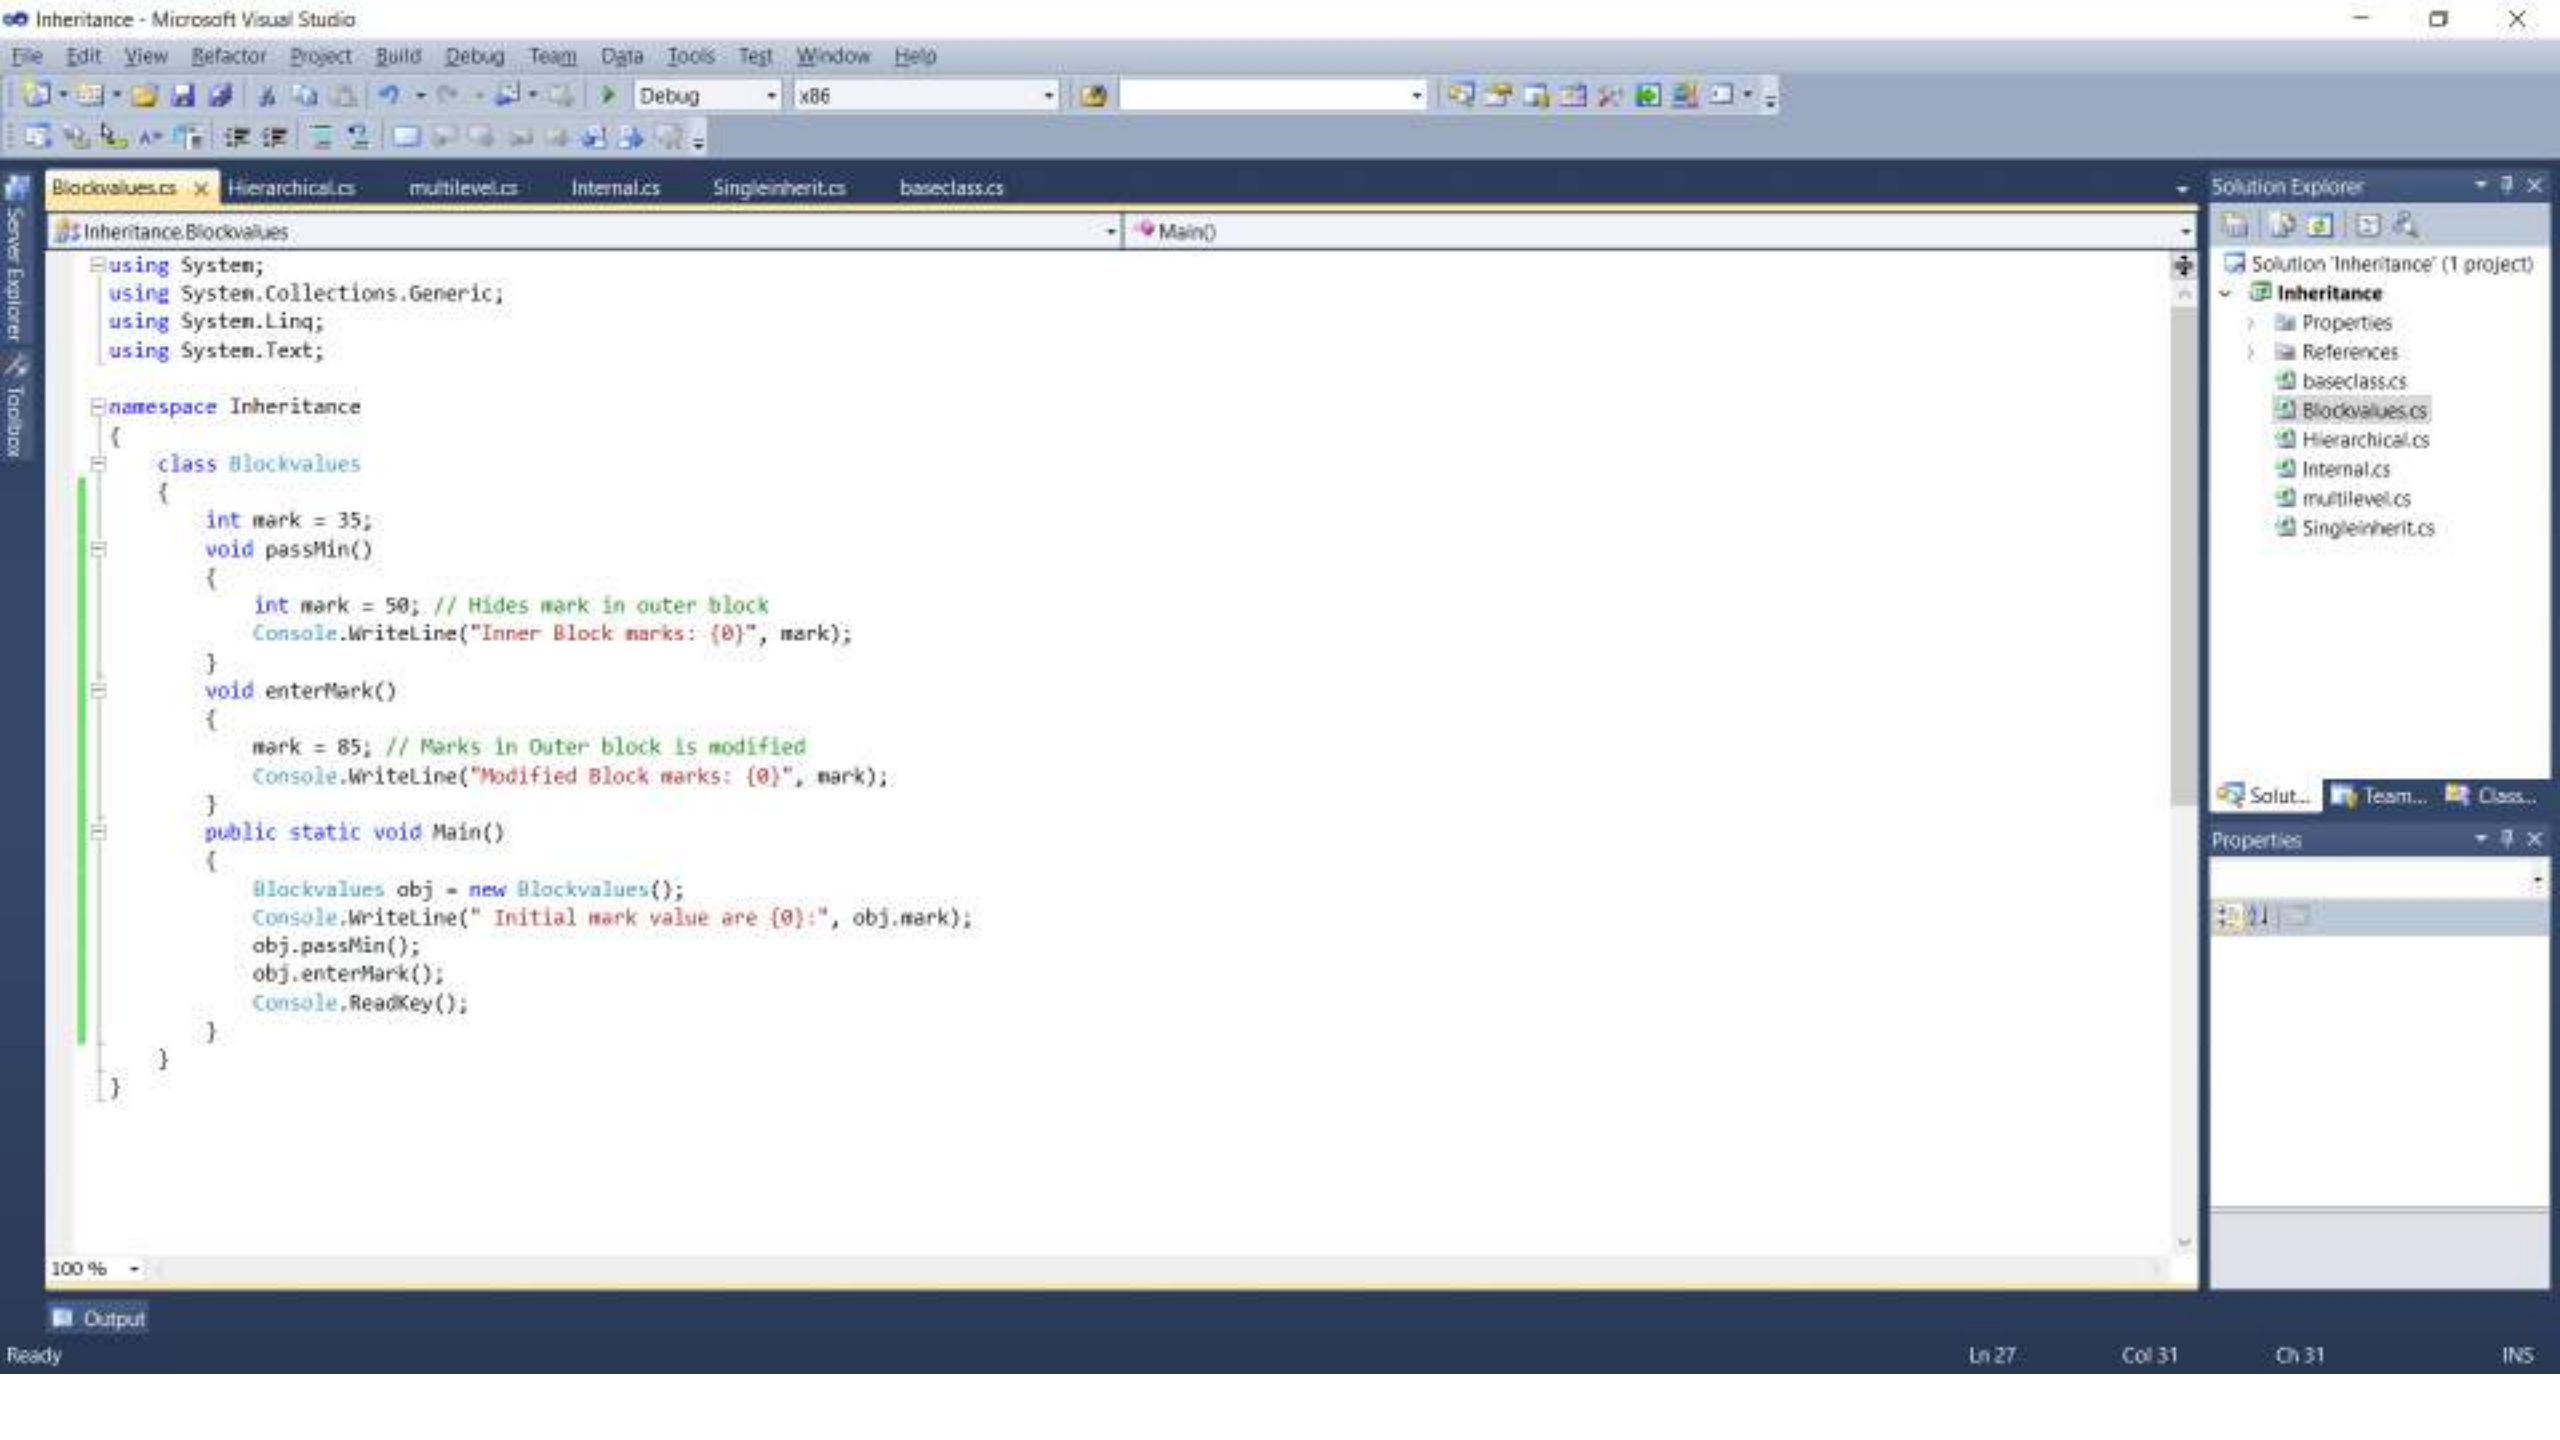 Inheritance - Microsoft Visual Studio
File Edit View Refactor Project Build Debug Team Data Tools Test Window Help
Debug x86
Blockvalues.cs Hierarchical.cs multilevel.cs Internal.cs Singleinherit.cs baseclass.cs
Inheritance.Blockvalues Main()
using System;
using System.Collections.Generic;
using System.Linq;
using System.Text;
namespace Inheritance
{
class Blockvalues
{
int mark = 35;
void passMin()
{
int mark = 50; // Hides mark in outer block
Console.WriteLine("Inner Block marks: {0}", mark);
}
void enterMark()
{
mark = 85; // Marks in Outer block is modified
Console.WriteLine("Modified Block marks: {0}", mark);
}
public static void Main()
{
Blockvalues obj = new Blockvalues();
Console.WriteLine(" Initial mark value are {0}:", obj.mark);
obj.passMin();
obj.enterMark();
Console.ReadKey();
}
}
}
100 %
Server Explorer
Toolbox
Solution Explorer
Solution 'Inheritance' (1 project)
Inheritance
Properties
References
baseclass.cs
Blockvalues.cs
Hierarchical.cs
Internal.cs
multilevel.cs
Singleinherit.cs
Solut... Team... Class...
Properties
Output
Ready Ln 27 Col 31 Ch 31 INS